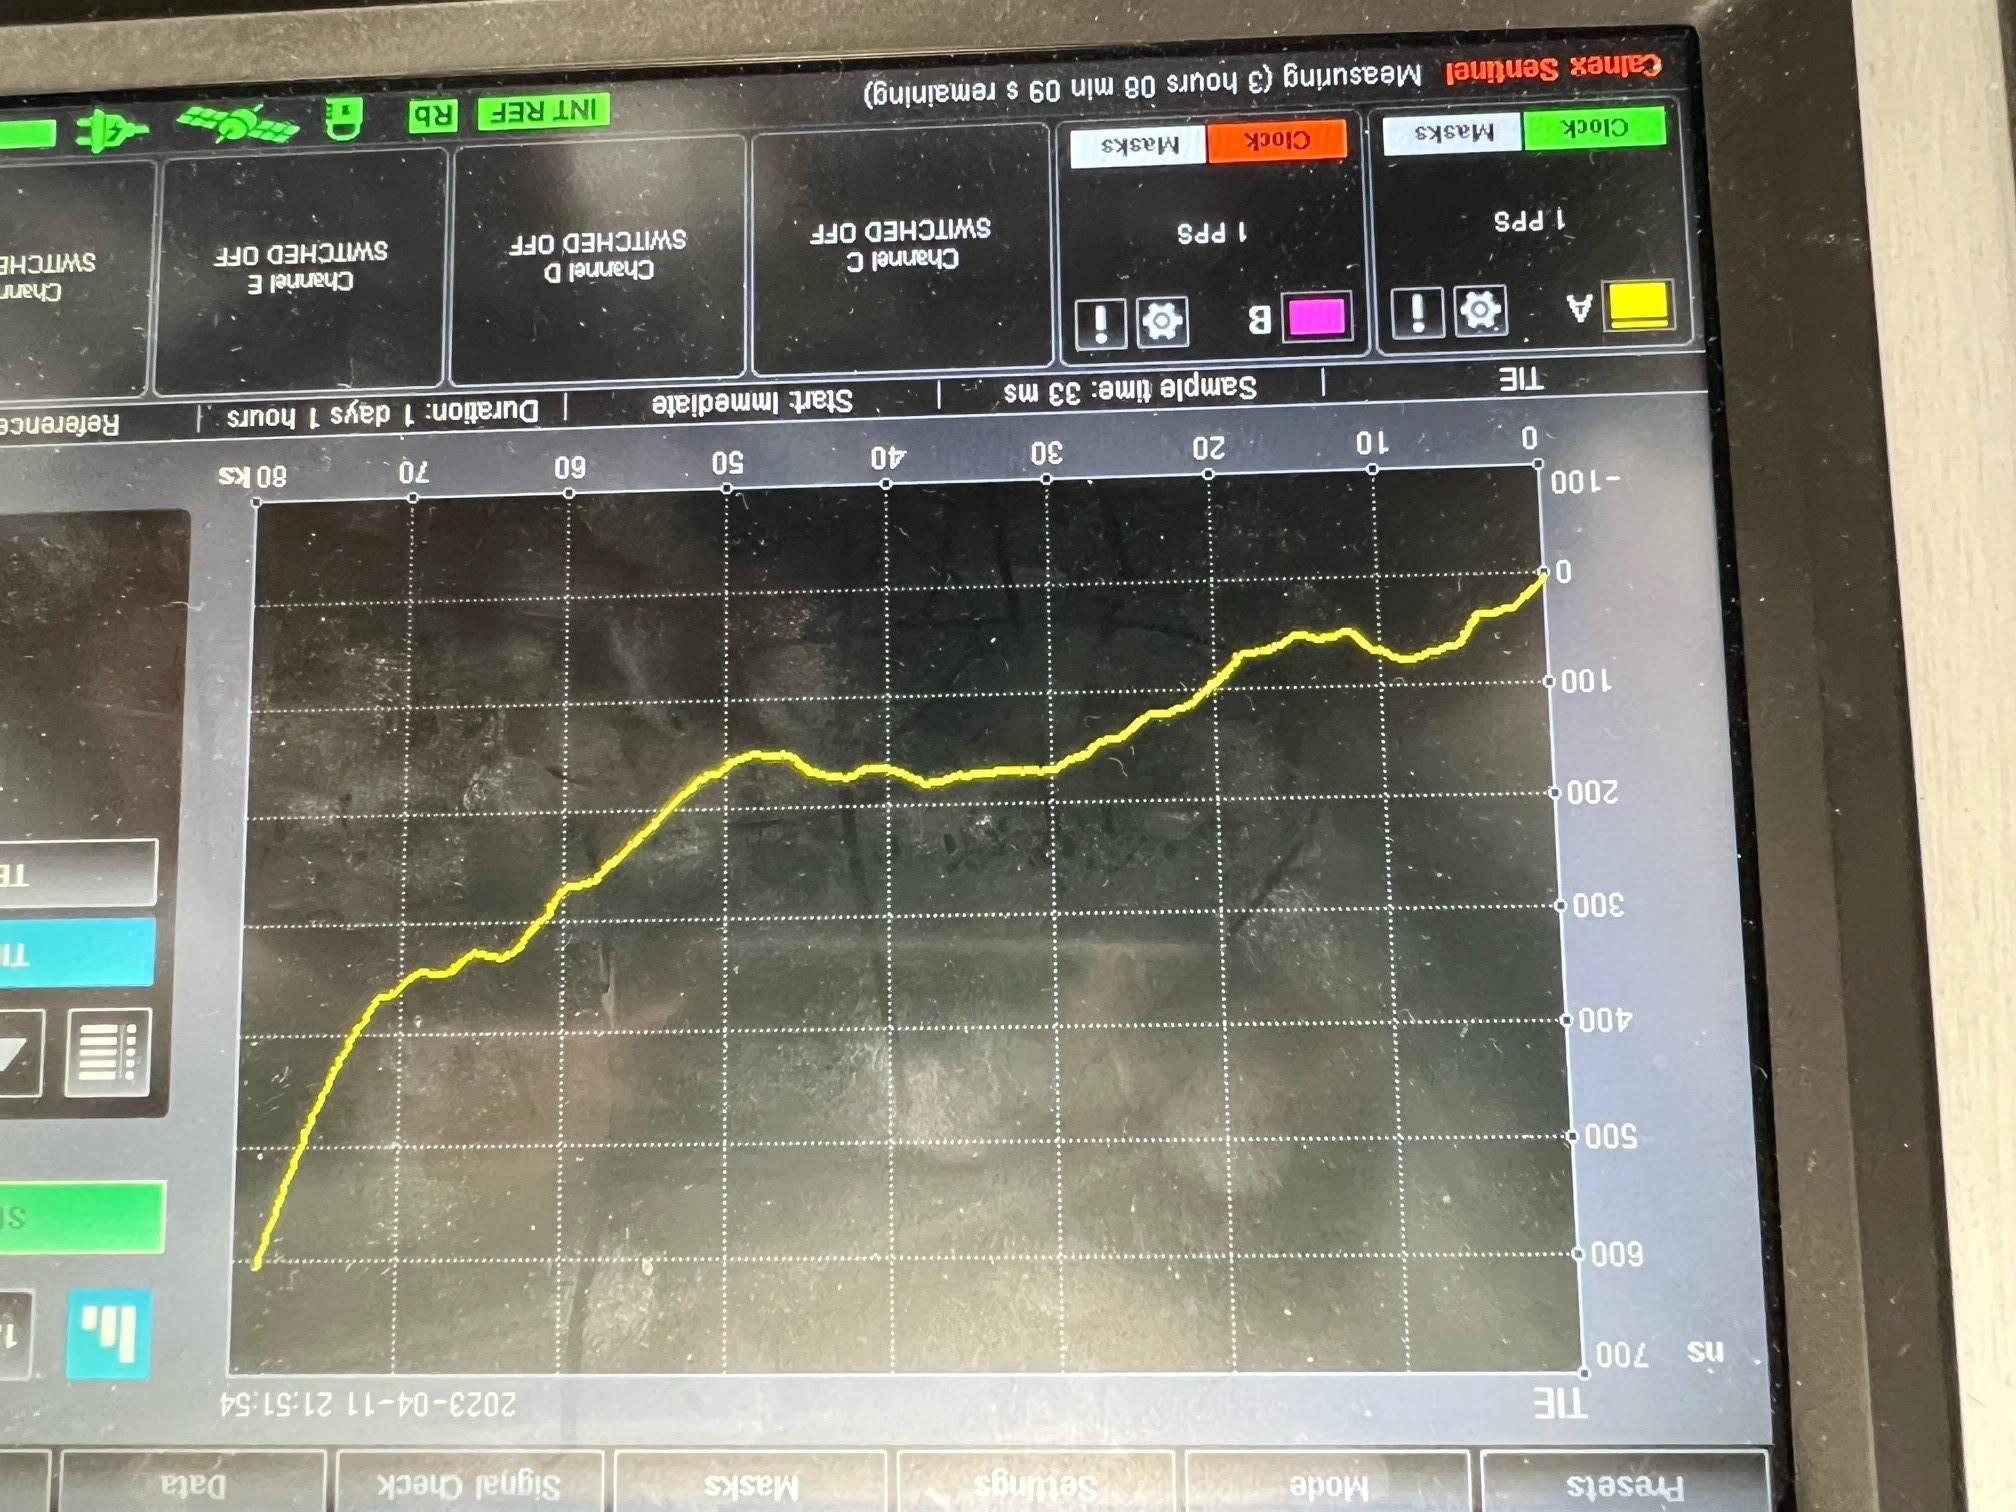 Presets
Mode
Settings
Masks
Signal Check
Data
TIE
2023-04-11 21:51:54
ns
700
600
500
400
300
200
100
0
-100
0
10
20
30
40
50
60
70
80 ks
TIE
Sample time: 33 ms
Start: Immediate
Duration: 1 days 1 hours
Reference
A
1 PPS
Clock
Masks
B
1 PPS
Clock
Masks
Channel C
SWITCHED OFF
Channel D
SWITCHED OFF
Channel E
SWITCHED OFF
Calnex Sentinel
Measuring (3 hours 08 min 09 s remaining)
INT REF
Rb